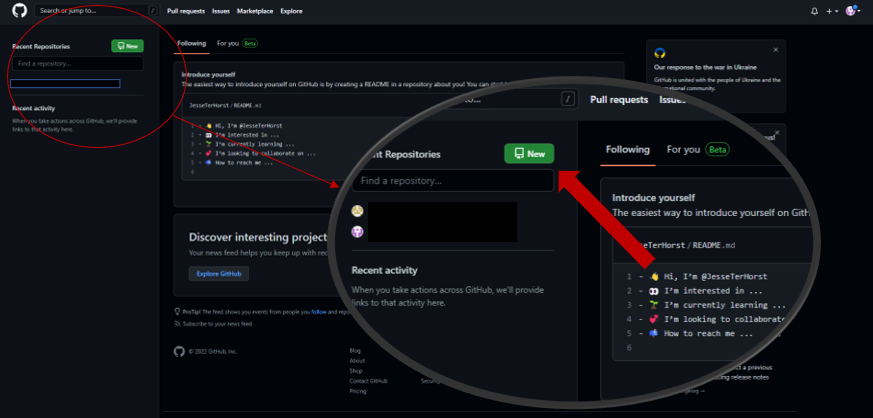 Search or jump to... /
Pull requests Issues Marketplace Explore
Recent Repositories
New
Find a repository...
Recent activity
When you take actions across GitHub, we'll provide
links to that activity here.
Following For you Beta
Introduce yourself
The easiest way to introduce yourself on GitHub is by creating a README in a repository about you! You can start
JesseTerHorst / README.md
1 - 👋 Hi, I'm @JesseTerHorst
2 - 👀 I'm interested in ...
3 - 🌱 I'm currently learning ...
4 - 💞️ I'm looking to collaborate on ...
5 - 📫 How to reach me ...
6
Discover interesting project
Your news feed helps you keep up with rec
Explore GitHub
ProTip! The feed shows you events from people you follow and repo
Subscribe to your news feed
© 2022 GitHub, Inc.
Blog
About
Shop
Contact GitHub
Pricing
Our response to the war in Ukraine
GitHub is united with the people of Ukraine and the
international community.
to... /
Pull requests Issues
nt Repositories
New
Find a repository...
Recent activity
When you take actions across GitHub, we'll provide
links to that activity here.
Following For you Beta
Introduce yourself
The easiest way to introduce yourself on GitH
seTerHorst / README.md
1 - 👋 Hi, I'm @JesseTerHorst
2 - 👀 I'm interested in ...
3 - 🌱 I'm currently learning ...
4 - 💞️ I'm looking to collaborate
5 - 📫 How to reach me ...
6
ct a previous
ting release notes